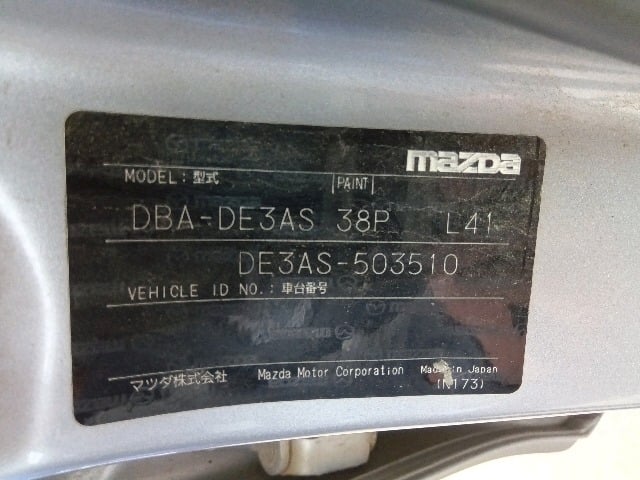 mazda
MODEL: 型式 PAINT
DBA-DE3AS 38P L41
DE3AS-503510
VEHICLE ID NO.: 車台番号
マツダ株式会社 Mazda Motor Corporation Made in Japan
(N173)